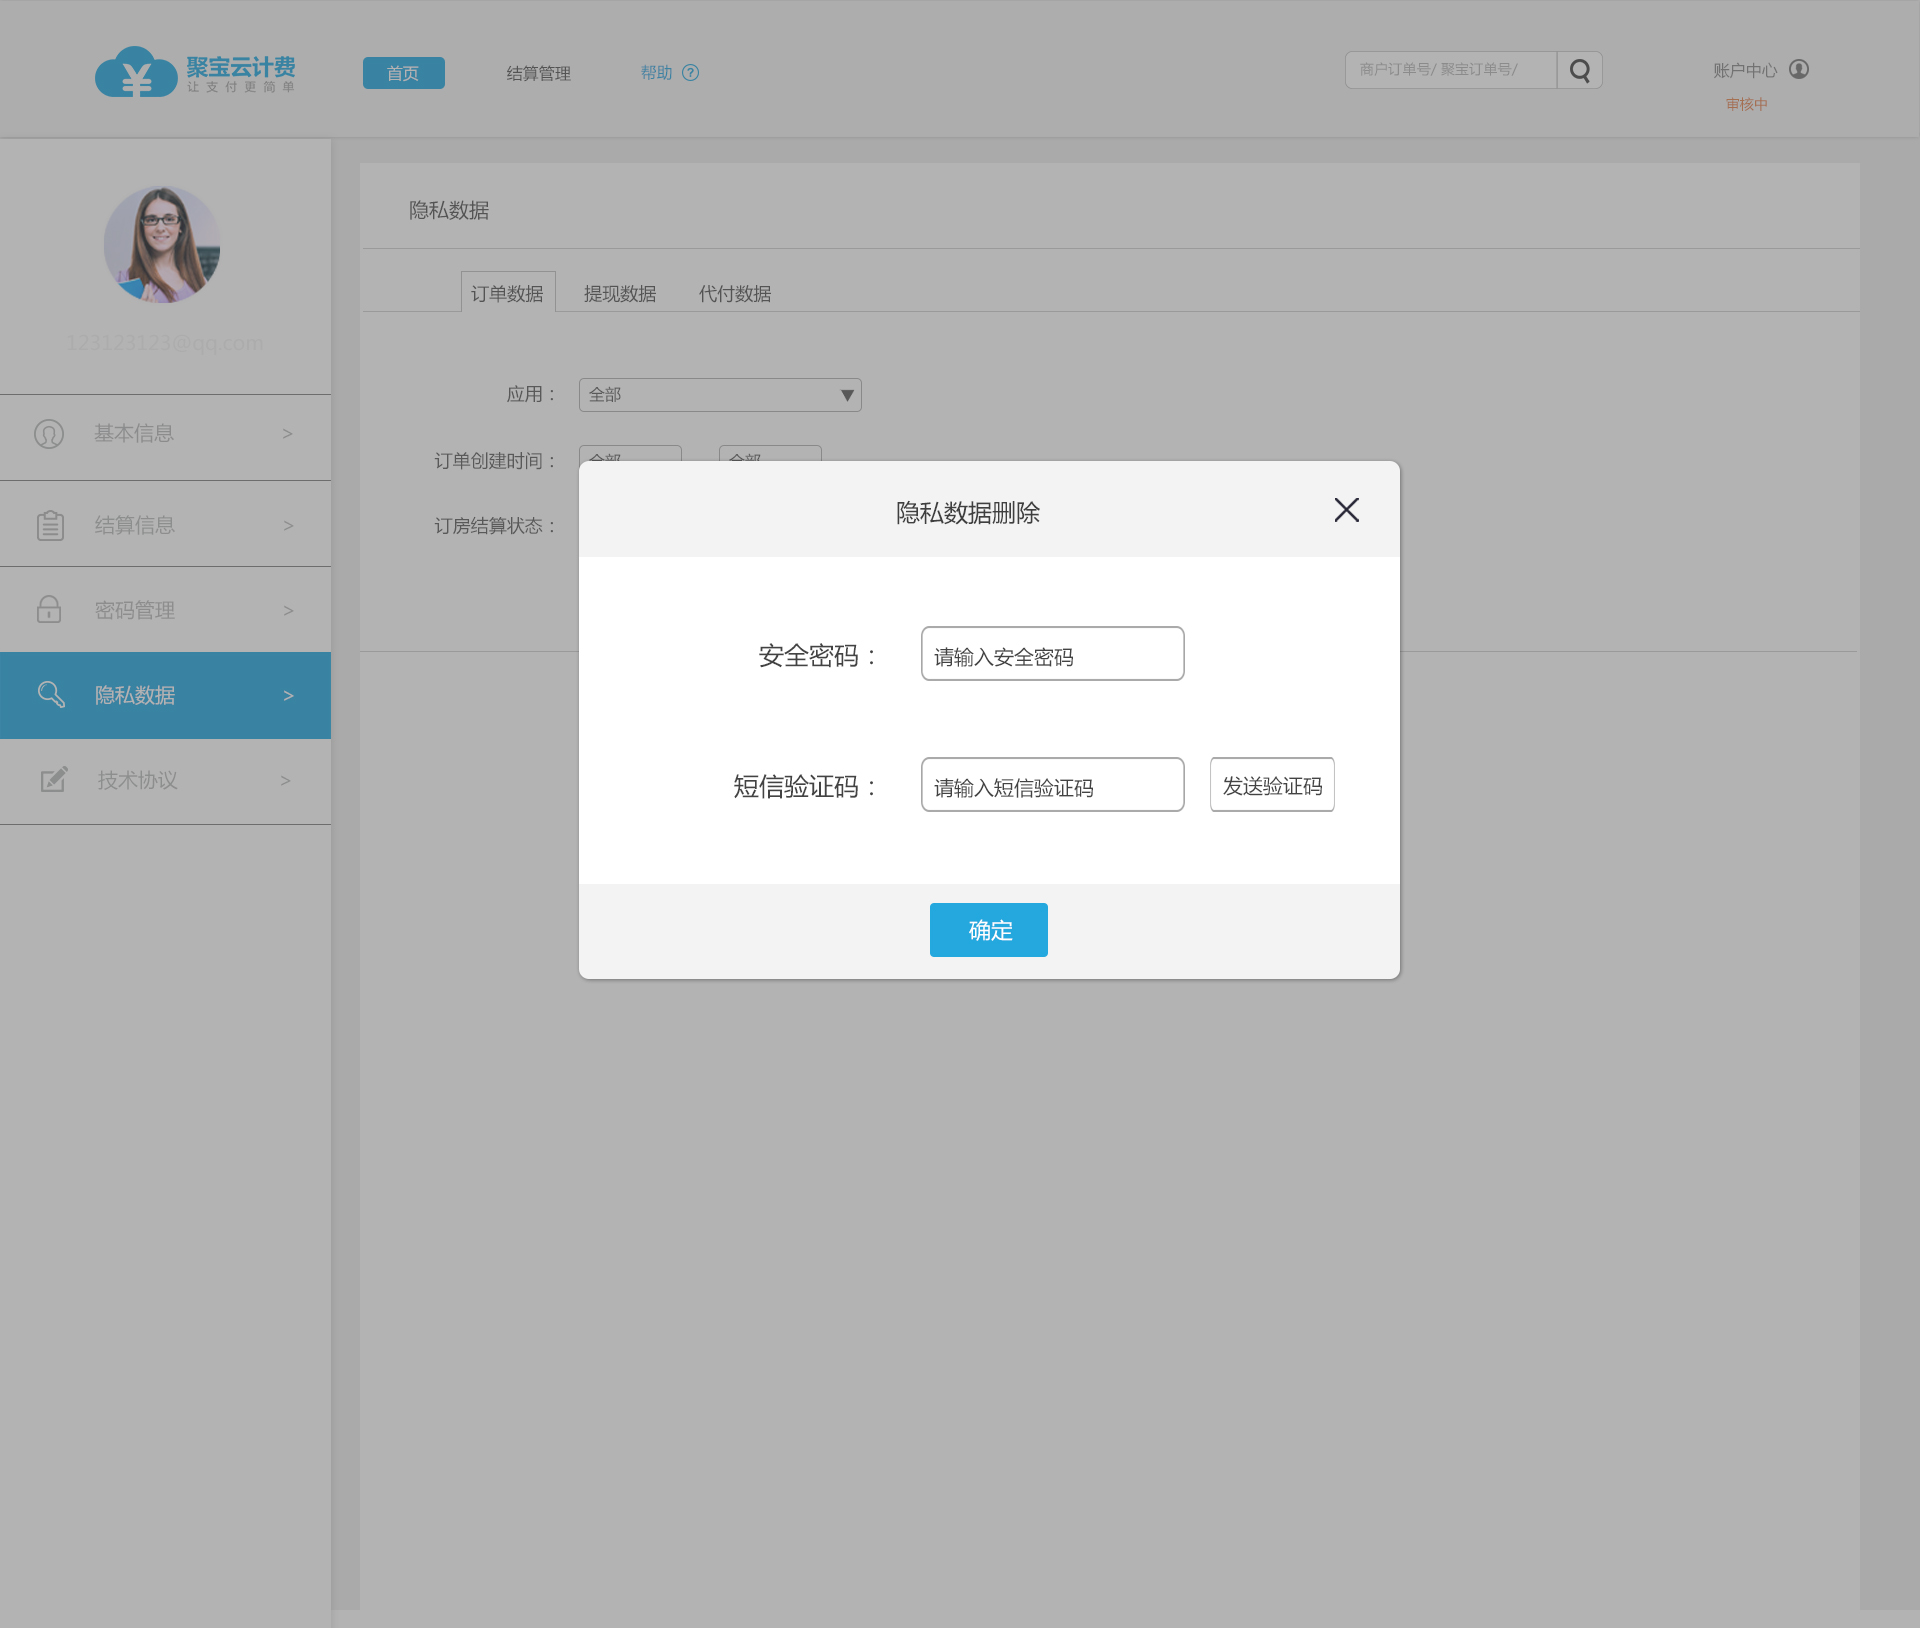 聚宝云计费
让支付更简单
首页
结算管理
帮助 ?
商户订单号/ 聚宝订单号/
账户中心
审核中
123123123@qq.com
基本信息 >
结算信息 >
密码管理 >
隐私数据 >
技术协议 >
隐私数据
订单数据 提现数据 代付数据
应用： 全部
订单创建时间： 全部 全部
订房结算状态：
隐私数据删除
安全密码： 请输入安全密码
短信验证码： 请输入短信验证码 发送验证码
确定